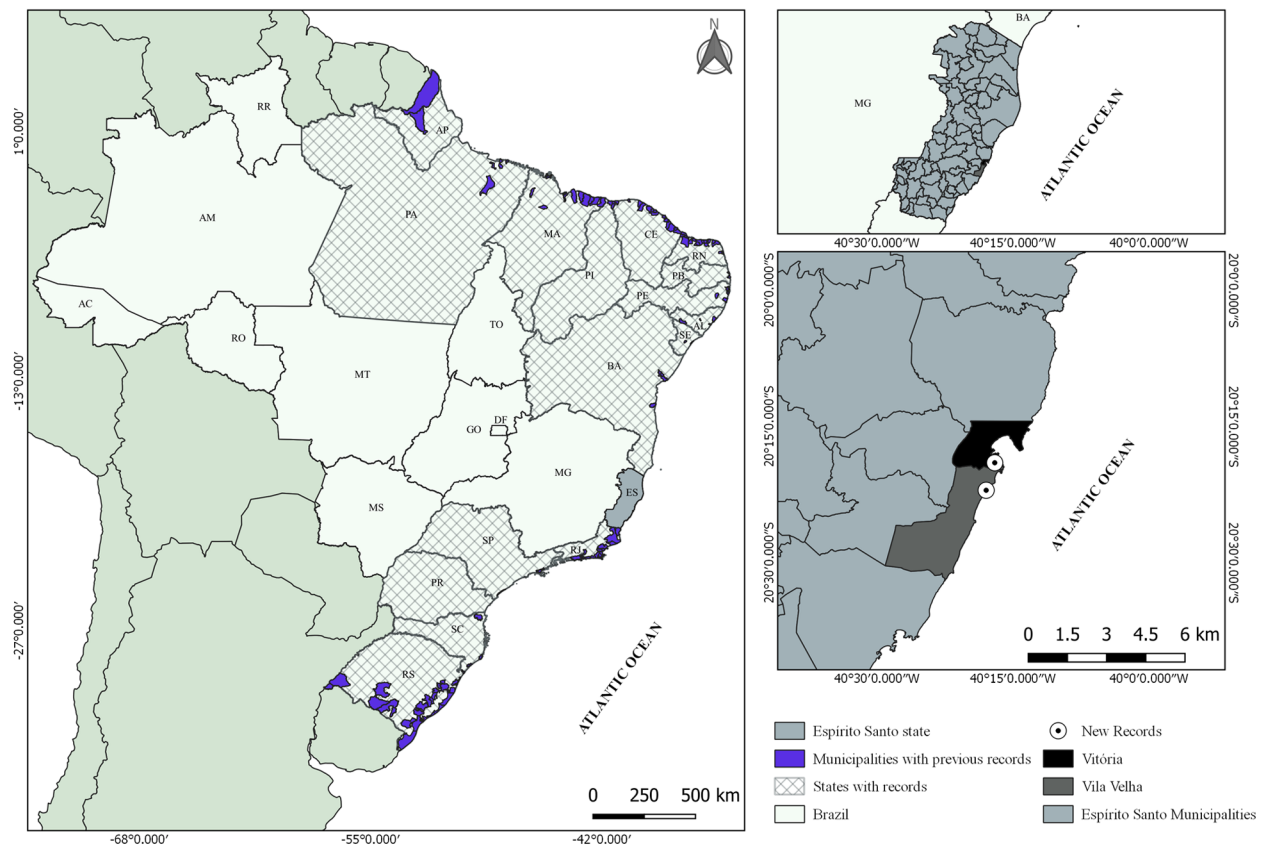 N
RR
AP
AM
PA
MA
CE
RN
PB
PI
PE
AL
SE
AC
RO
TO
BA
MT
GO
DF
MG
ES
MS
SP
RJ
PR
SC
RS
ATLANTIC OCEAN
0 250 500 km
1°0.000′
-13°0.000′
-27°0.000′
-68°0.000′
-55°0.000′
-42°0.000′
BA
MG
ATLANTIC OCEAN
40°30′0.000″W
40°15′0.000″W
40°0′0.000″W
20°0′0.000″S
20°15′0.000″S
20°30′0.000″S
20°0′0.000″S
20°15′0.000″S
20°30′0.000″S
ATLANTIC OCEAN
0 1.5 3 4.5 6 km
40°30′0.000″W
40°15′0.000″W
40°0′0.000″W
Espírito Santo state
Municipalities with previous records
States with records
Brazil
New Records
Vitória
Vila Velha
Espírito Santo Municipalities